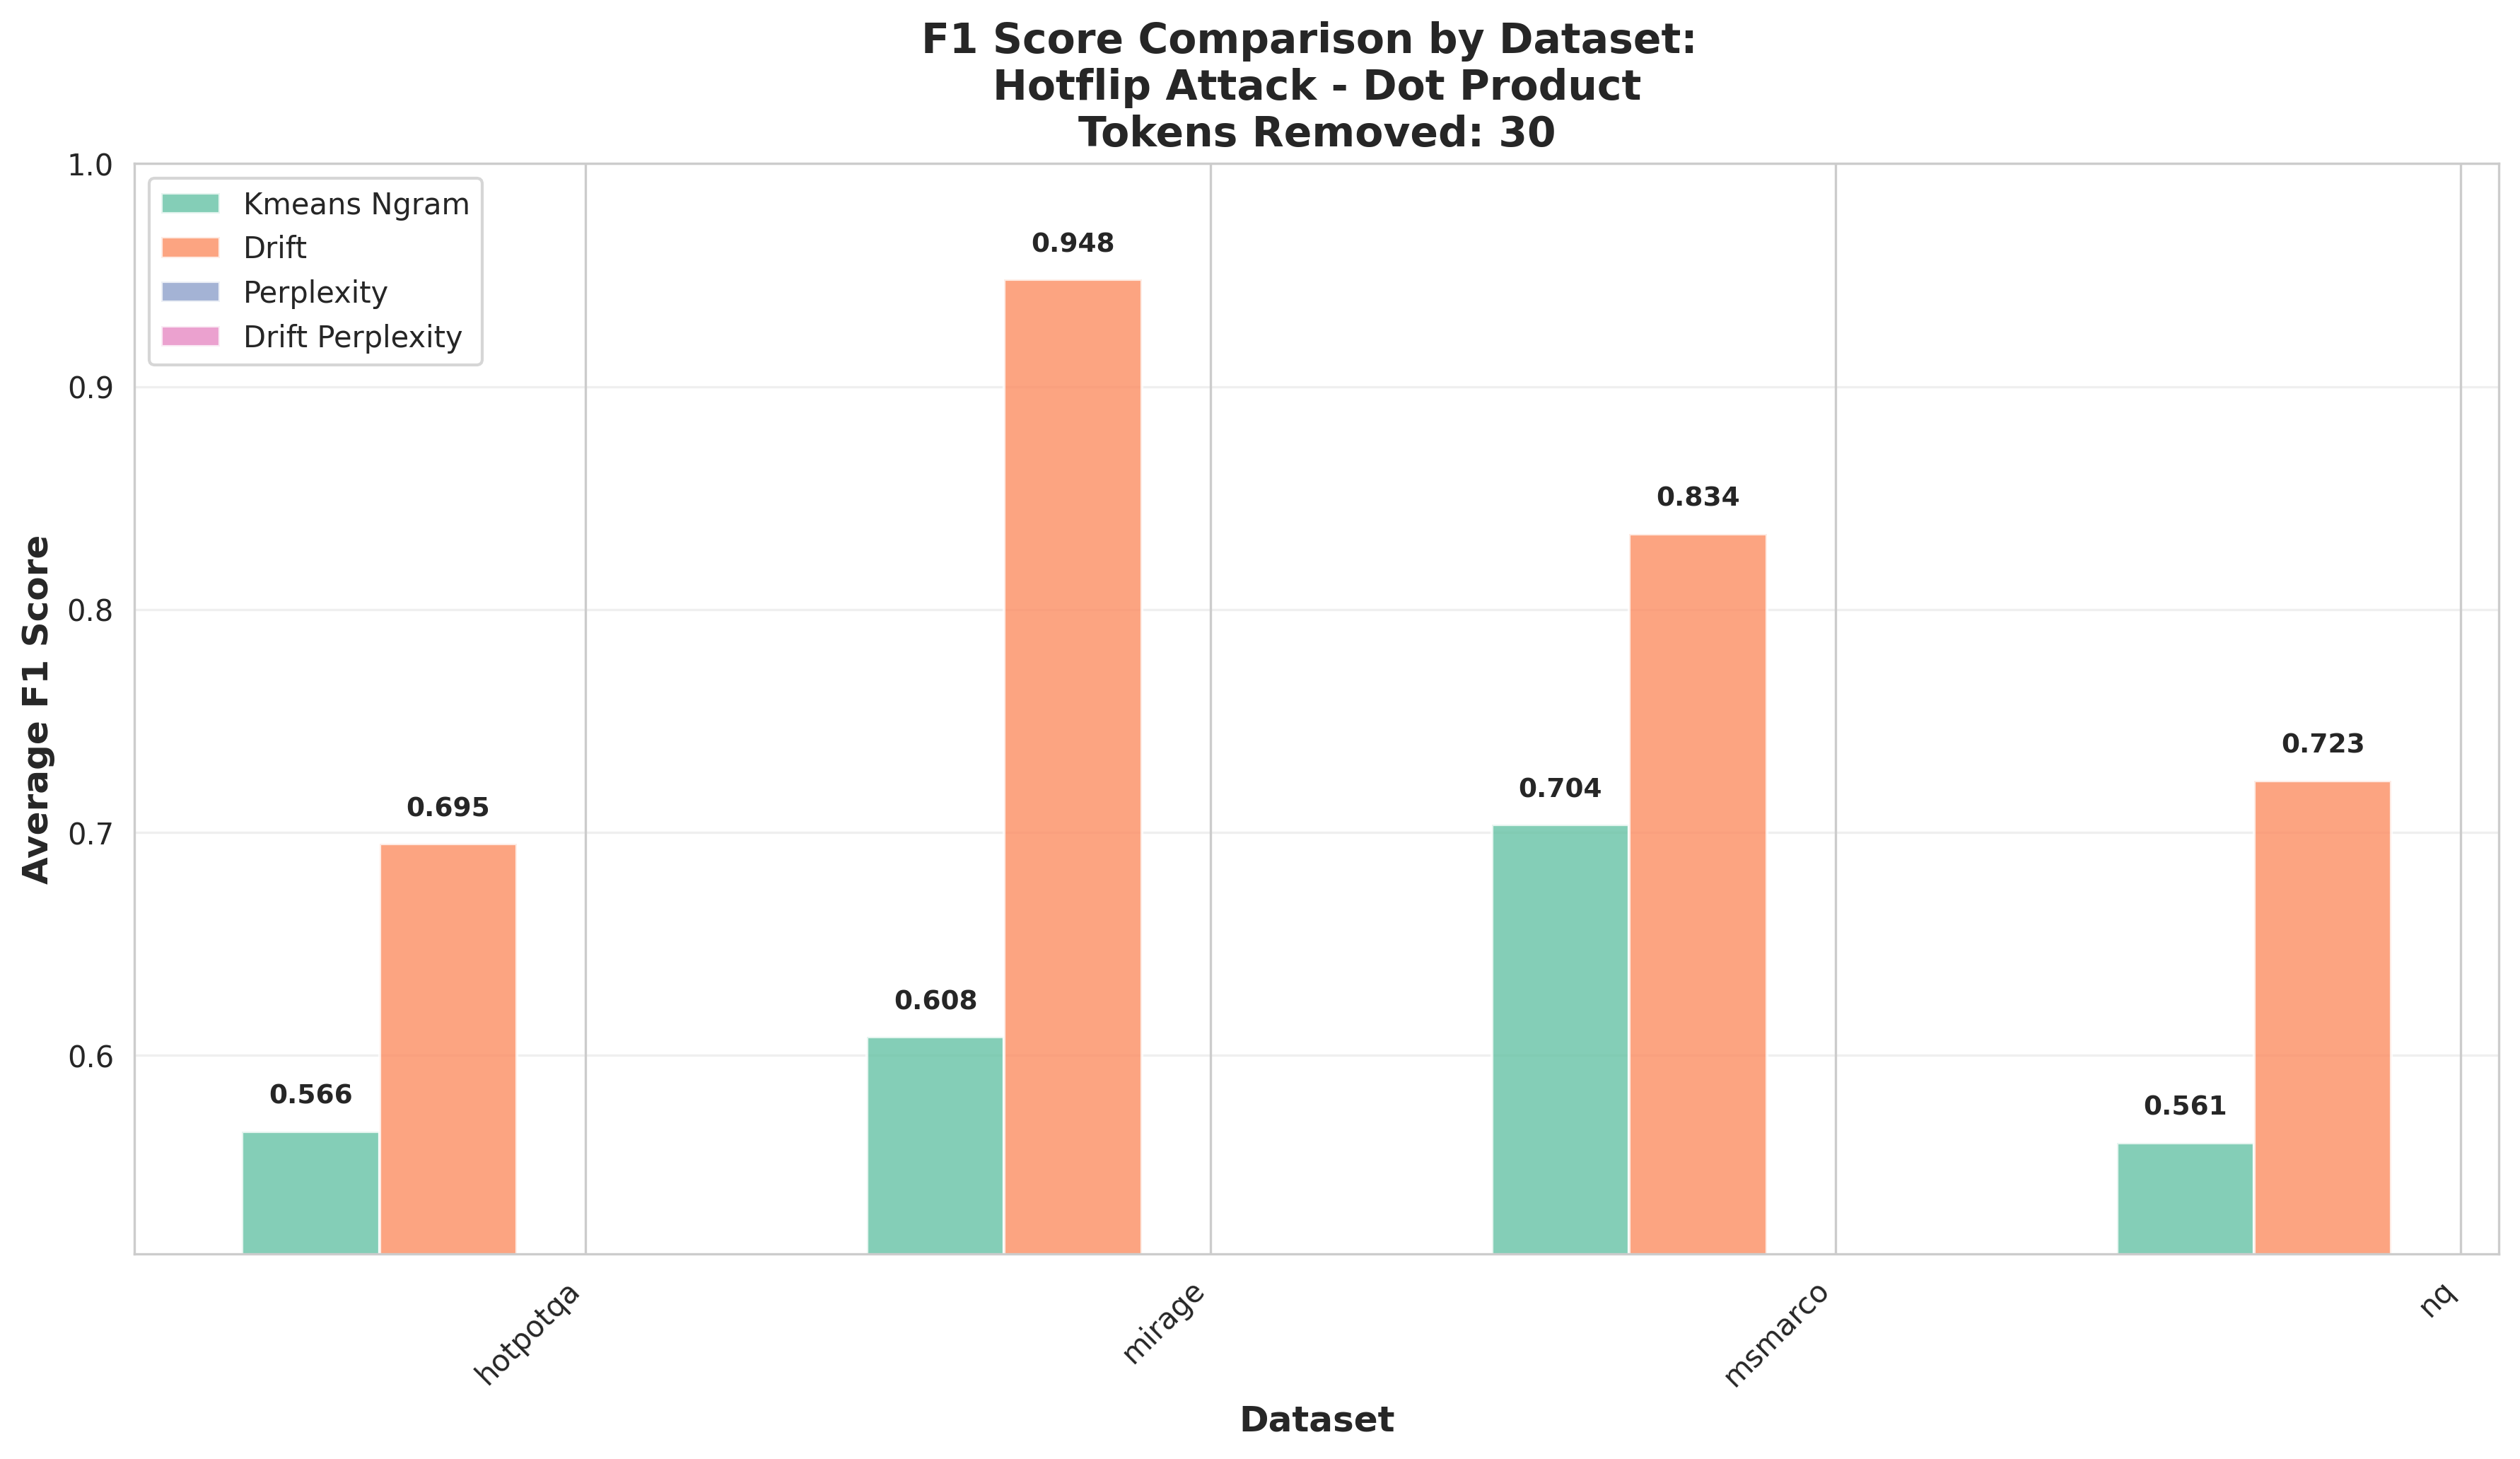 F1 Score Comparison by Dataset:
Hotflip Attack - Dot Product
Tokens Removed: 30
1.0
0.9
0.8
0.7
0.6
Average F1 Score
Kmeans Ngram
Drift
Perplexity
Drift Perplexity
0.566
0.695
0.608
0.948
0.704
0.834
0.561
0.723
hotpotqa
mirage
msmarco
nq
Dataset